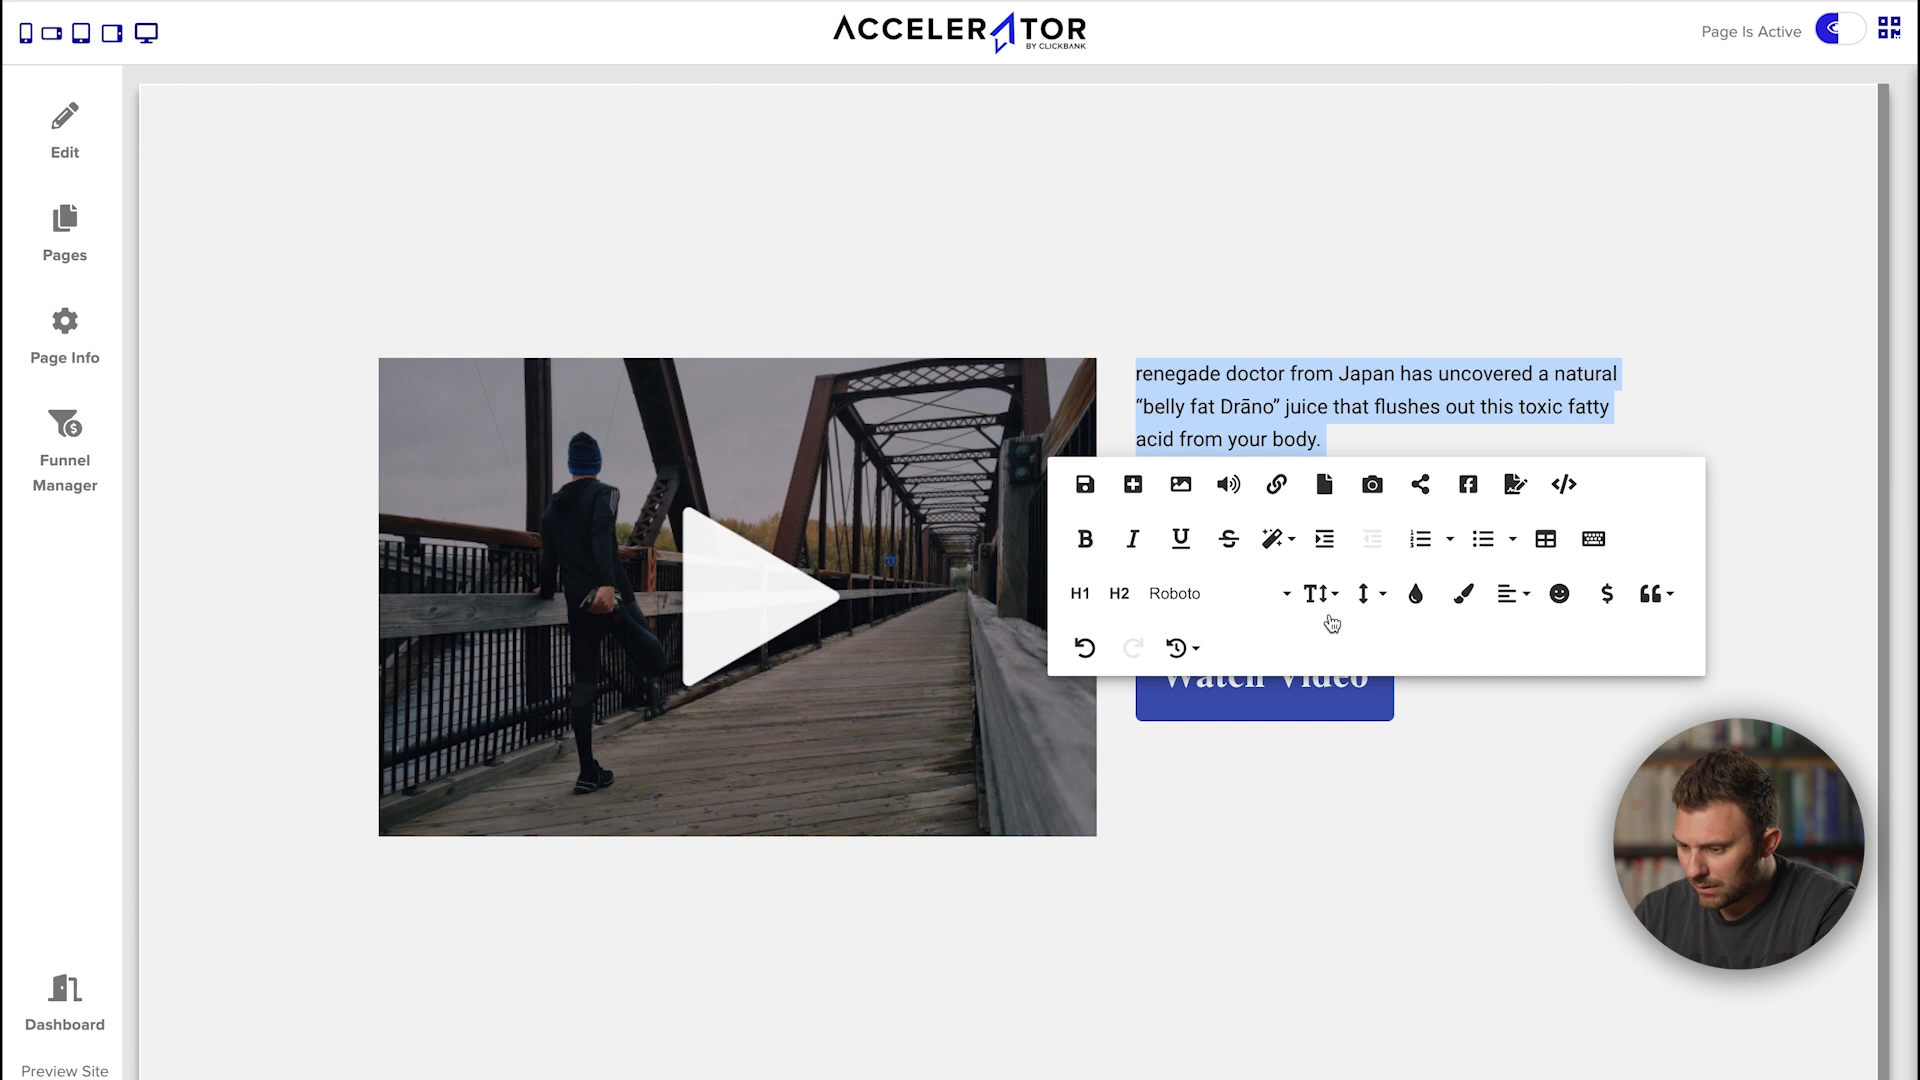 ACCELERATOR
BY CLICKBANK
Page Is Active
Edit
Pages
Page Info
Funnel
Manager
Dashboard
Preview Site
renegade doctor from Japan has uncovered a natural
“belly fat Drāno” juice that flushes out this toxic fatty
acid from your body.
H1 H2 Roboto
Watch Video